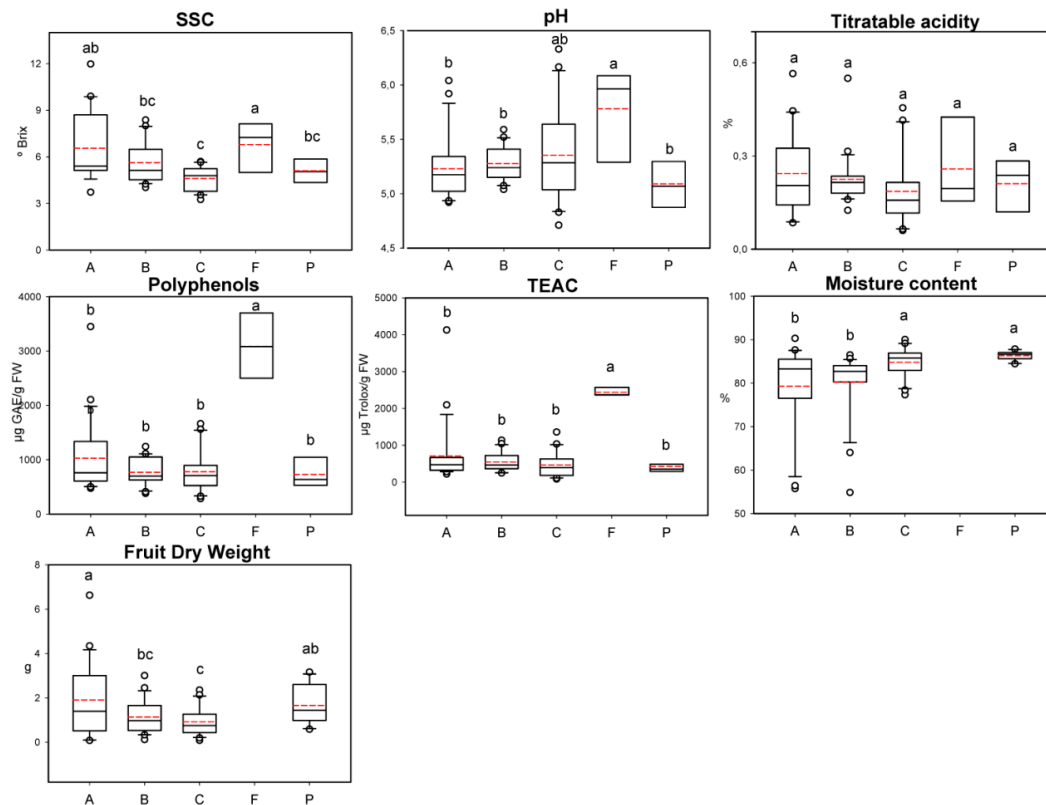 SSC
pH
Titratable acidity
12
9
6
3
0
º Brix
ab
bc
c
a
bc
A B C F P
6,5
6,0
5,5
5,0
4,5
b
b
ab
a
b
A B C F P
0,6
0,3
0,0
%
a
a
a
a
a
A B C F P
Polyphenols
TEAC
Moisture content
4000
3000
2000
1000
0
µg GAE/g FW
b
b
b
a
b
A B C F P
5000
4000
3000
2000
1000
0
µg Trolox/g FW
b
b
b
a
b
A B C F P
100
90
80
70
60
50
%
b
b
a
a
A B C F P
Fruit Dry Weight
8
6
4
2
0
g
a
bc
c
ab
A B C F P